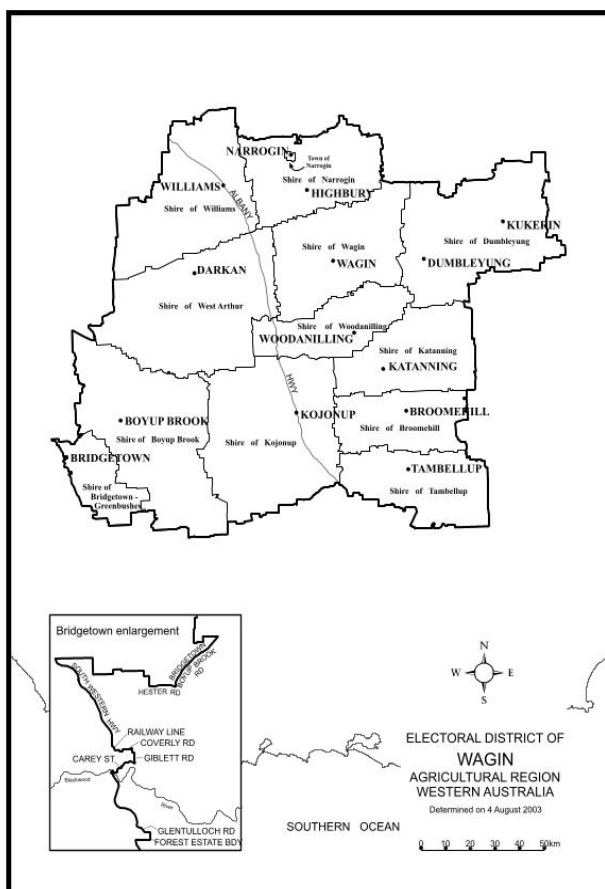 NARROGIN
Town of
Narrogin
WILLIAMS
Shire of Narrogin
HIGHBURY
ALBANY
Shire of Williams
KUKERIN
Shire of Wagin
Shire of Dumbleyung
WAGIN
DUMBLEYUNG
DARKAN
Shire of West Arthur
Shire of Woodanilling
WOODANILLING
Shire of Katanning
KATANNING
HWY
KOJONUP
BROOMEHILL
BOYUP BROOK
Shire of Broomehill
Shire of Boyup Brook
Shire of Kojonup
BRIDGETOWN
TAMBELLUP
Shire of
Bridgetown -
Greenbushes
Shire of Tambellup
Bridgetown enlargement
BRIDGETOWN
BOYUP BROOK
RD
HESTER RD
SOUTH WESTERN
HWY
RAILWAY LINE
COVERLY RD
CAREY ST
GIBLETT RD
Blackwood
River
GLENTULLOCH RD
FOREST ESTATE BDY
N
W
E
S
ELECTORAL DISTRICT OF
WAGIN
AGRICULTURAL REGION
WESTERN AUSTRALIA
Determined on 4 August 2003
SOUTHERN OCEAN
0 10 20 30 40 50km